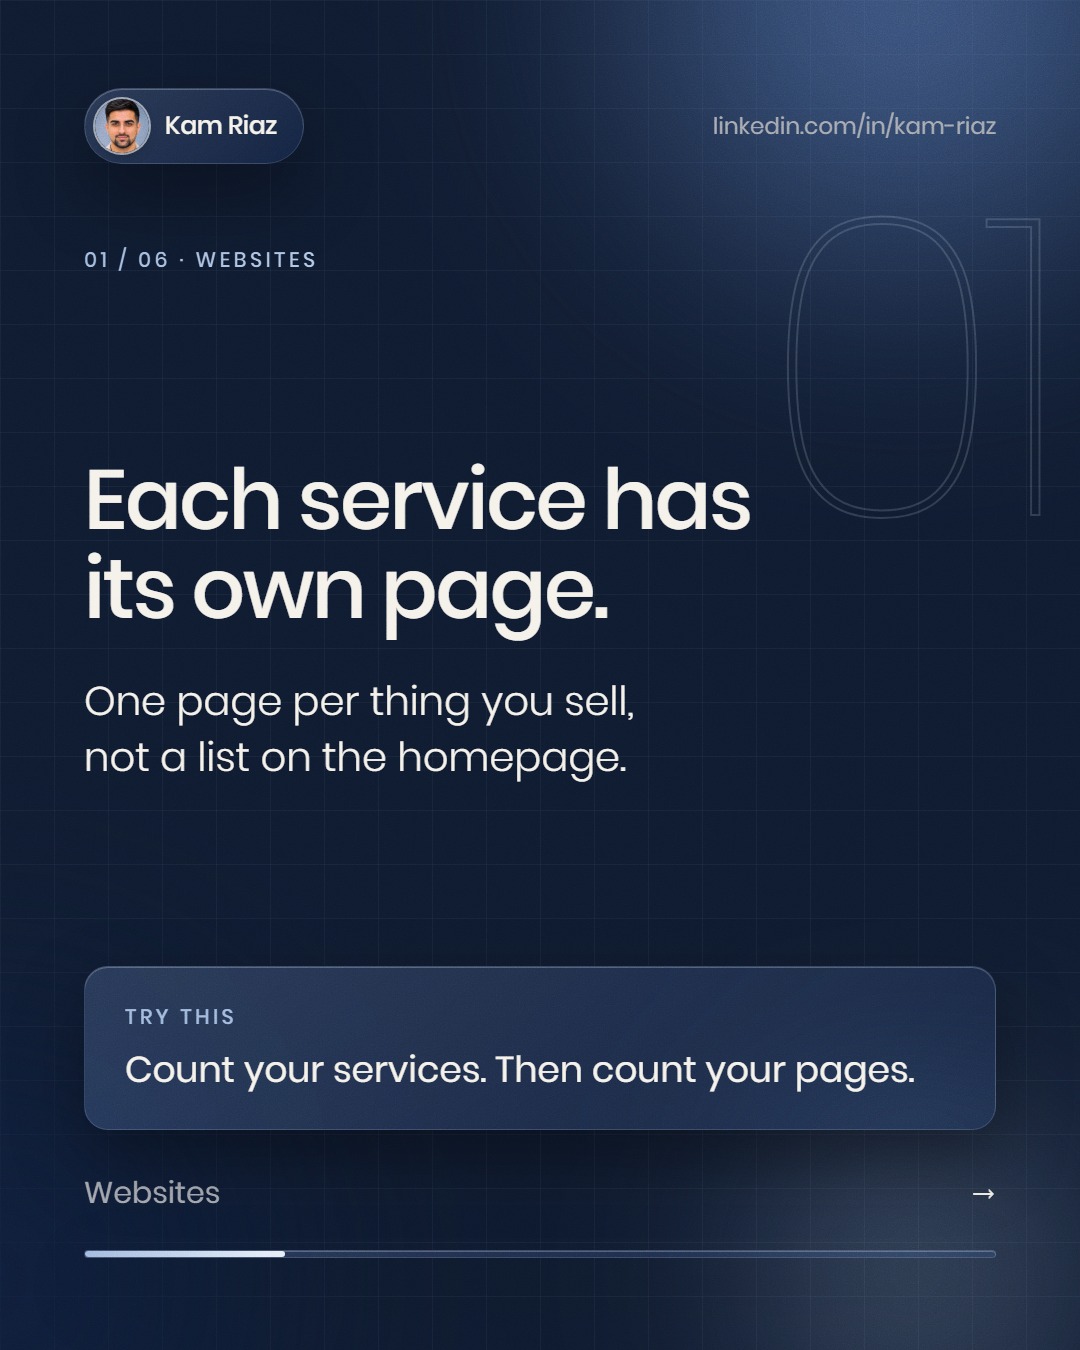 Kam Riaz
linkedin.com/in/kam-riaz
01 / 06 · WEBSITES
01
Each service has
its own page.
One page per thing you sell,
not a list on the homepage.
TRY THIS
Count your services. Then count your pages.
Websites
→